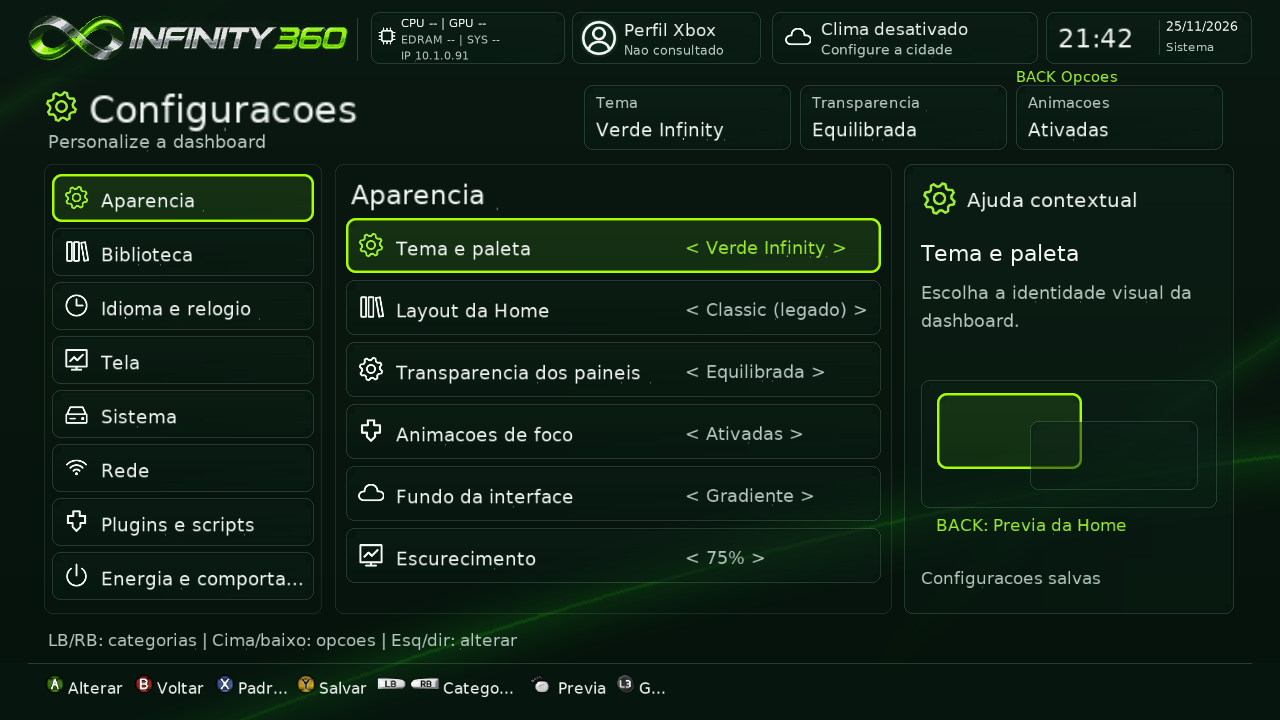 INFINITY 360
CPU -- | GPU --
EDRAM -- | SYS --
IP 10.1.0.91
Perfil Xbox
Nao consultado
Clima desativado
Configure a cidade
21:42
25/11/2026
Sistema
BACK Opcoes
Configuracoes
Personalize a dashboard
Tema
Verde Infinity
Transparencia
Equilibrada
Animacoes
Ativadas
Aparencia
Biblioteca
Idioma e relogio
Tela
Sistema
Rede
Plugins e scripts
Energia e comporta...
Aparencia
Tema e paleta < Verde Infinity >
Layout da Home < Classic (legado) >
Transparencia dos paineis < Equilibrada >
Animacoes de foco < Ativadas >
Fundo da interface < Gradiente >
Escurecimento < 75% >
Ajuda contextual
Tema e paleta
Escolha a identidade visual da
dashboard.
BACK: Previa da Home
Configuracoes salvas
LB/RB: categorias | Cima/baixo: opcoes | Esq/dir: alterar
A Alterar B Voltar X Padr... Y Salvar LB RB Catego... Previa L3 G...